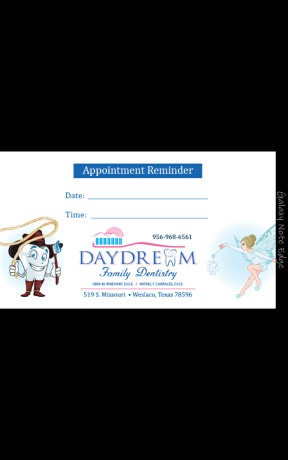 Appointment Reminder
Date:
Time:
956-968-6561
DAYDREAM
Family Dentistry
519 S. Missouri • Weslaco, Texas 78596
Galaxy Note Edge